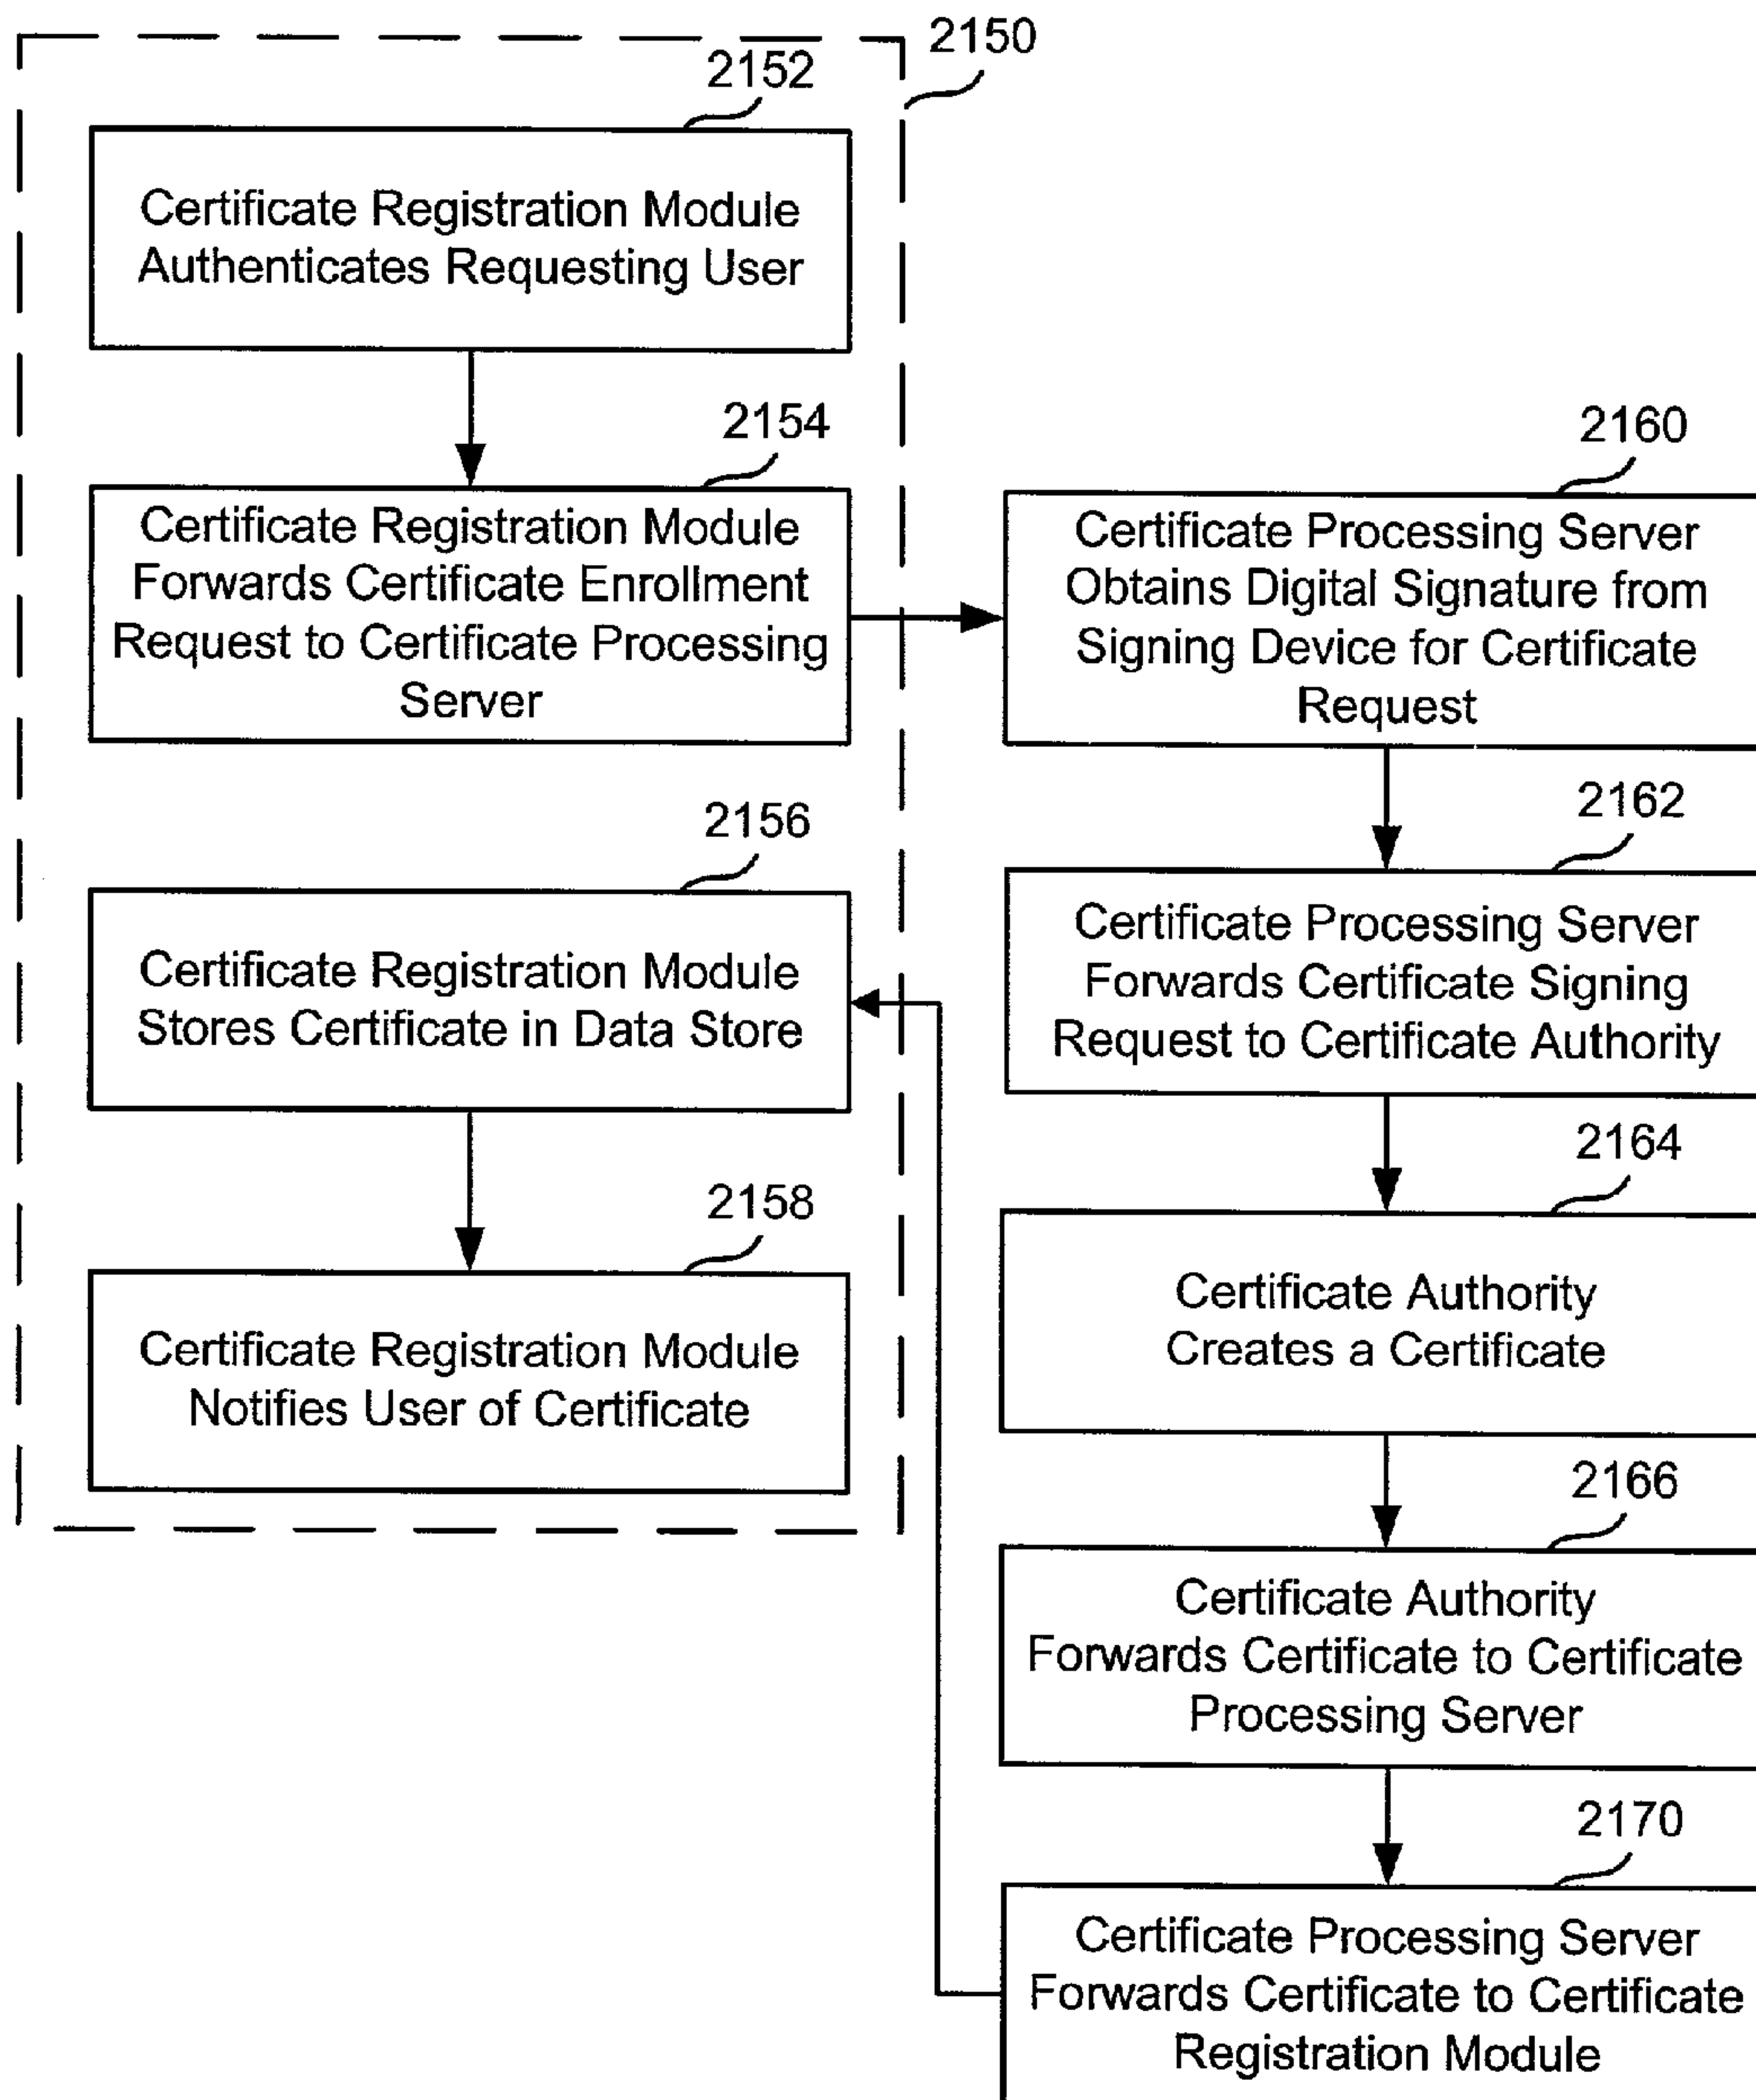 2150
2152
Certificate Registration Module
Authenticates Requesting User
2154
Certificate Registration Module
Forwards Certificate Enrollment
Request to Certificate Processing
Server
2156
Certificate Registration Module
Stores Certificate in Data Store
2158
Certificate Registration Module
Notifies User of Certificate
2160
Certificate Processing Server
Obtains Digital Signature from
Signing Device for Certificate
Request
2162
Certificate Processing Server
Forwards Certificate Signing
Request to Certificate Authority
2164
Certificate Authority
Creates a Certificate
2166
Certificate Authority
Forwards Certificate to Certificate
Processing Server
2170
Certificate Processing Server
Forwards Certificate to Certificate
Registration Module